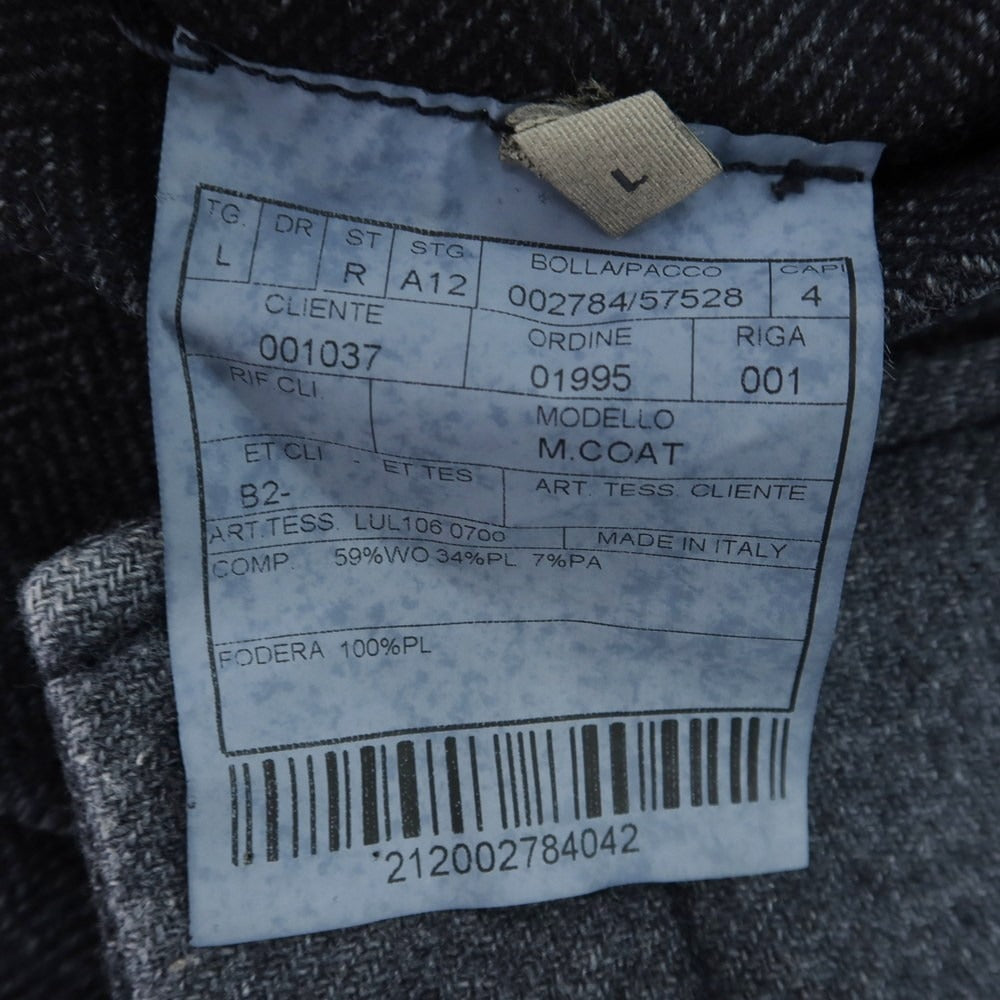 L
TG. DR ST STG BOLLA/PACCO CAPI
L R A12 002784/57528 4
CLIENTE ORDINE RIGA
001037 01995 001
RIF CLI. MODELLO
M.COAT
ET CLI - ET TES ART. TESS. CLIENTE
B2-
ART.TESS. LUL106 0700 MADE IN ITALY
COMP. 59%WO 34%PL 7%PA
FODERA 100%PL
*212002784042